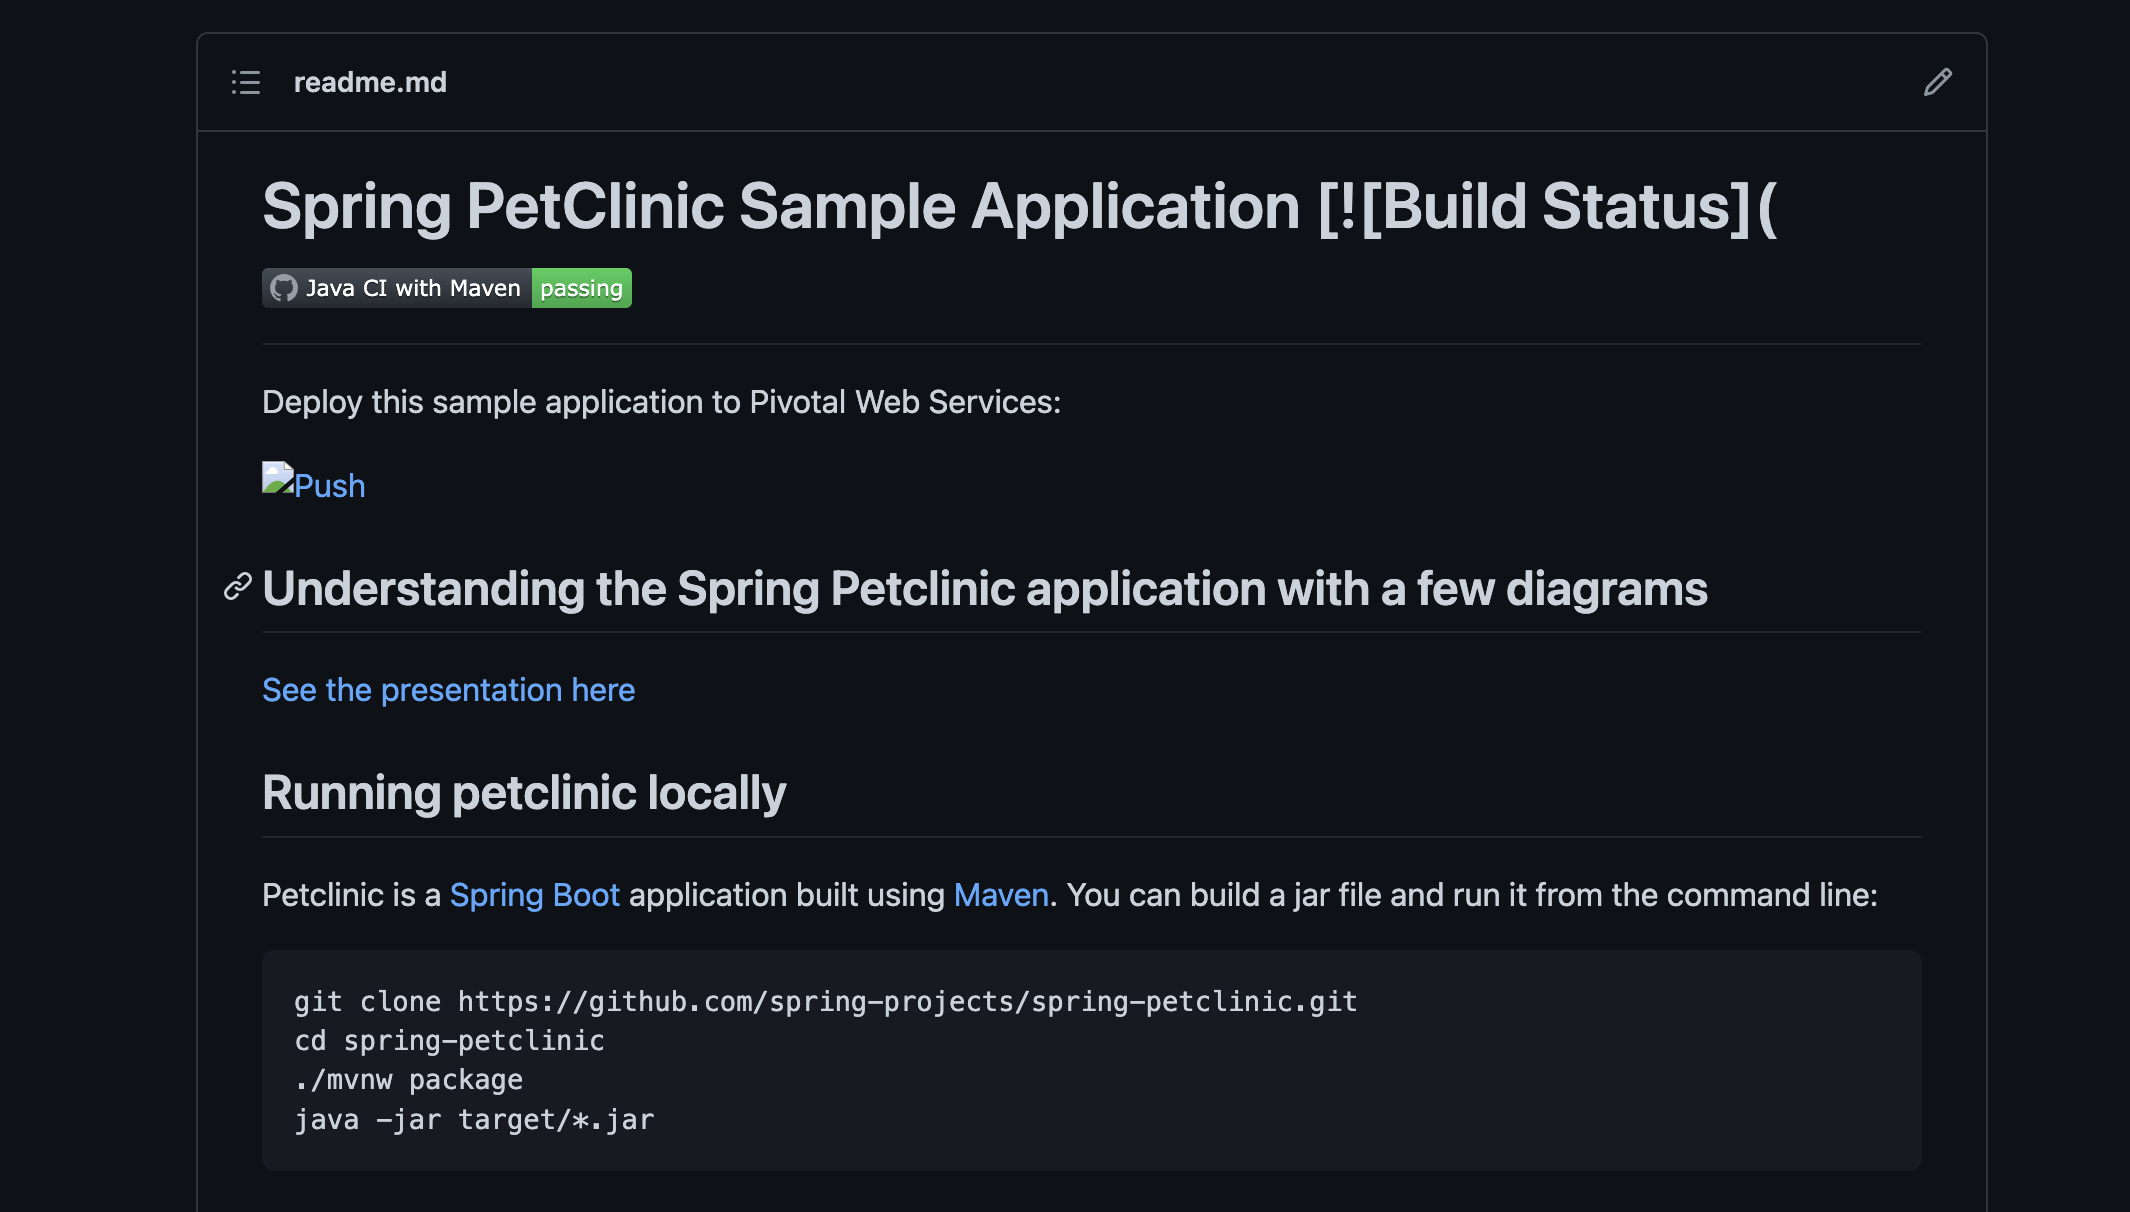 readme.md
Spring PetClinic Sample Application [![Build Status](
Java CI with Maven passing
Deploy this sample application to Pivotal Web Services:
Push
Understanding the Spring Petclinic application with a few diagrams
See the presentation here
Running petclinic locally
Petclinic is a Spring Boot application built using Maven. You can build a jar file and run it from the command line:
git clone https://github.com/spring-projects/spring-petclinic.git
cd spring-petclinic
./mvnw package
java -jar target/*.jar